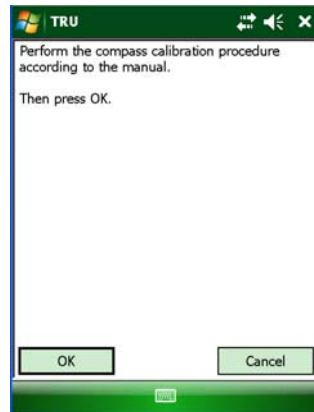 TRU
Perform the compass calibration procedure
according to the manual.
Then press OK.
OK
Cancel